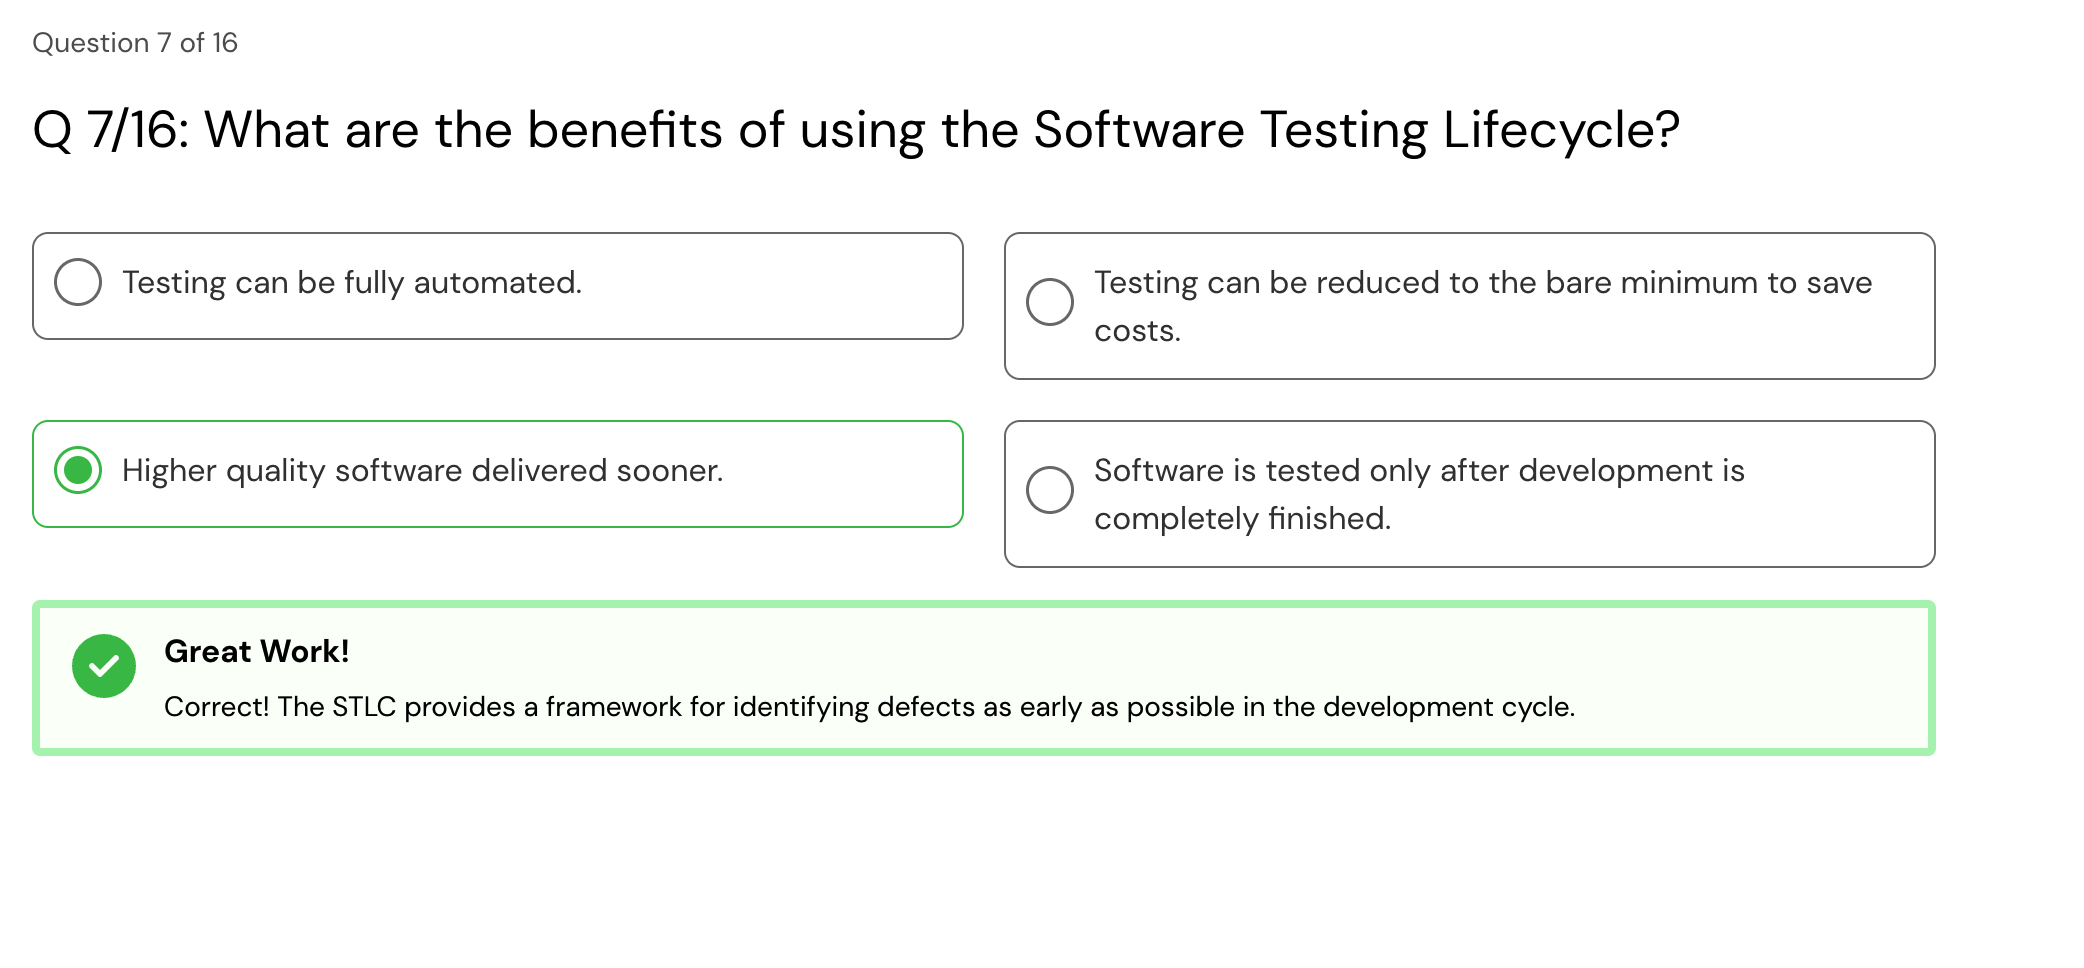 Question 7 of 16
Q 7/16: What are the benefits of using the Software Testing Lifecycle?
Testing can be fully automated.
Testing can be reduced to the bare minimum to save
costs.
Higher quality software delivered sooner.
Software is tested only after development is
completely finished.
Great Work!
Correct! The STLC provides a framework for identifying defects as early as possible in the development cycle.